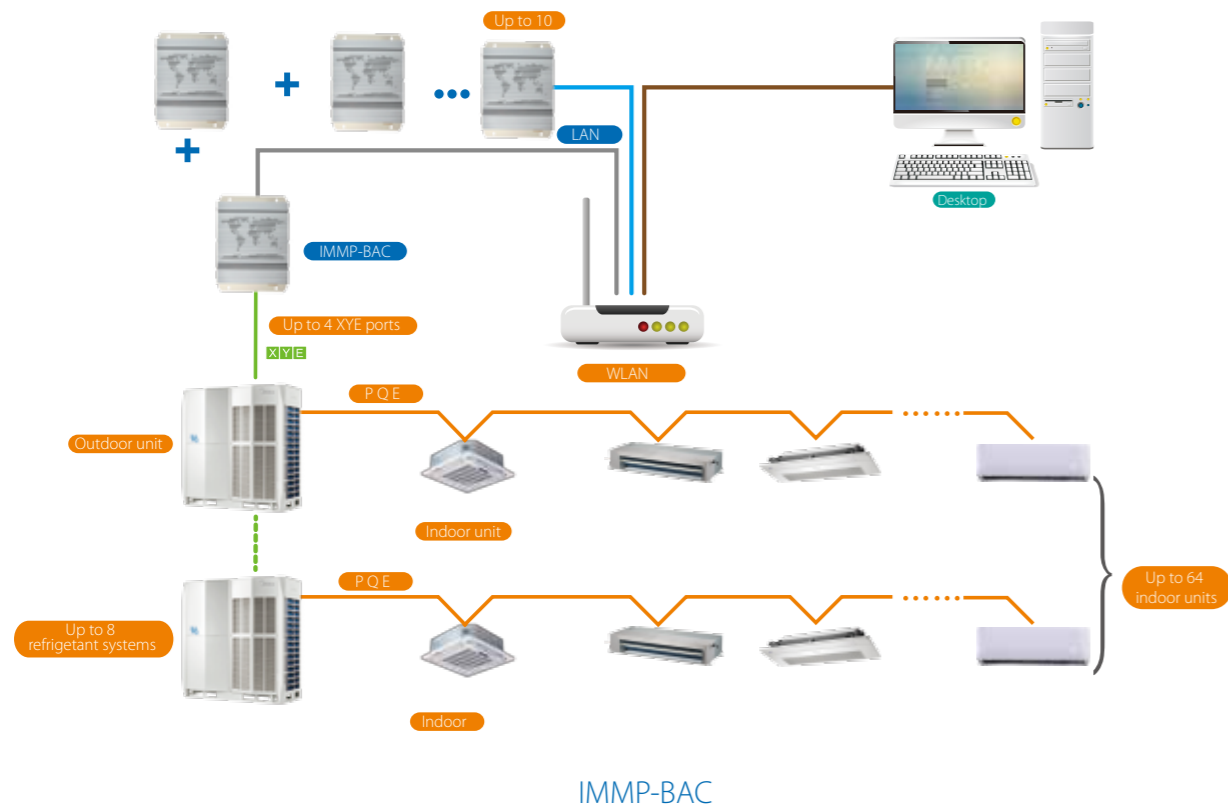 Up to 10
LAN
Desktop
IMMP-BAC
Up to 4 XYE ports
X Y E
WLAN
P Q E
Outdoor unit
Indoor unit
P Q E
Up to 64
indoor units
Up to 8
refrigetant systems
Indoor
IMMP-BAC